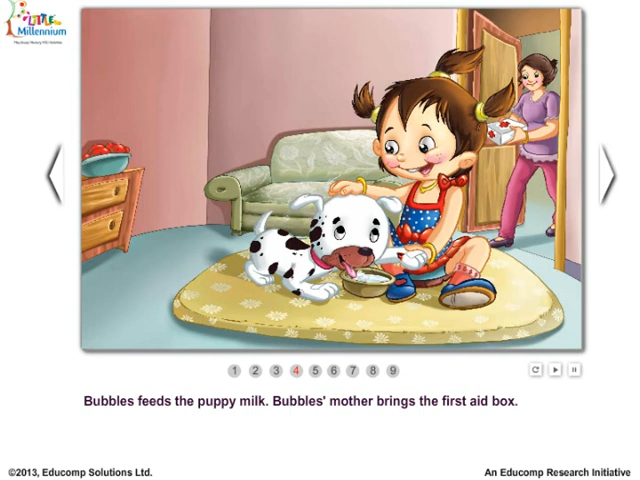 LITTLE
Millennium
1 2 3 4 5 6 7 8 9
Bubbles feeds the puppy milk. Bubbles' mother brings the first aid box.
©2013, Educomp Solutions Ltd.
An Educomp Research Initiative